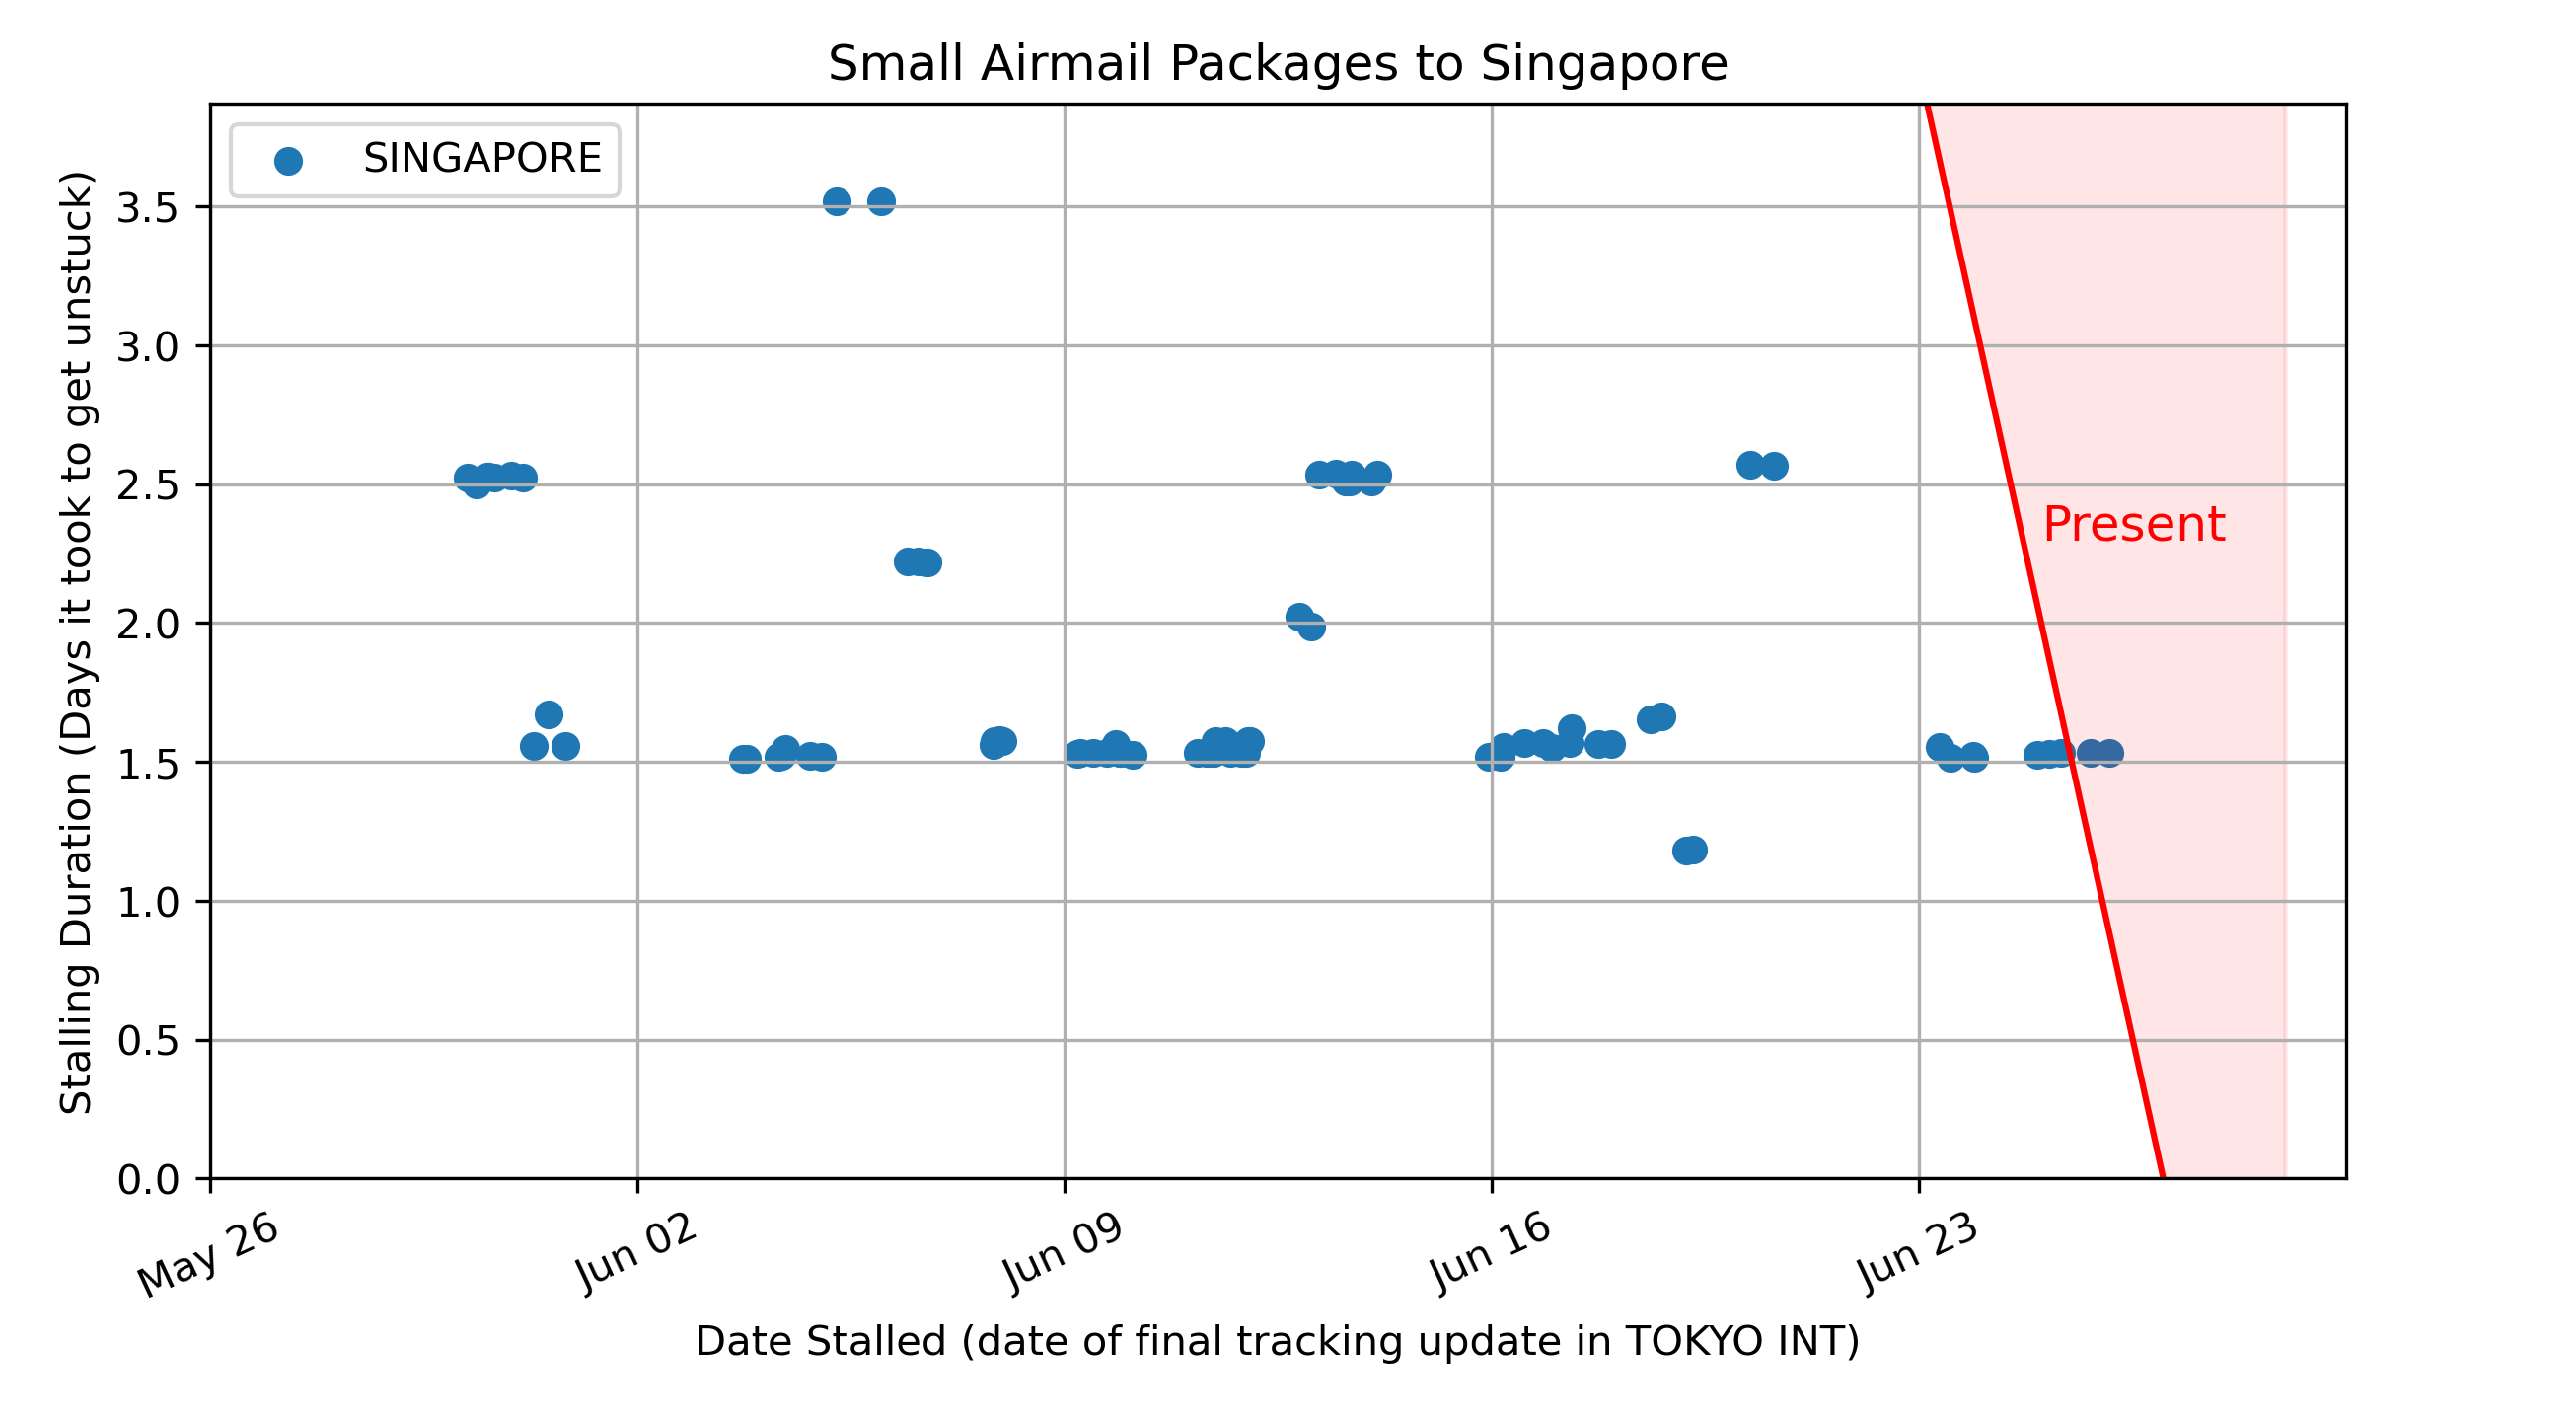 Small Airmail Packages to Singapore
SINGAPORE
Stalling Duration (Days it took to get unstuck)
3.5
3.0
2.5
2.0
1.5
1.0
0.5
0.0
Present
May 26
Jun 02
Jun 09
Jun 16
Jun 23
Date Stalled (date of final tracking update in TOKYO INT)